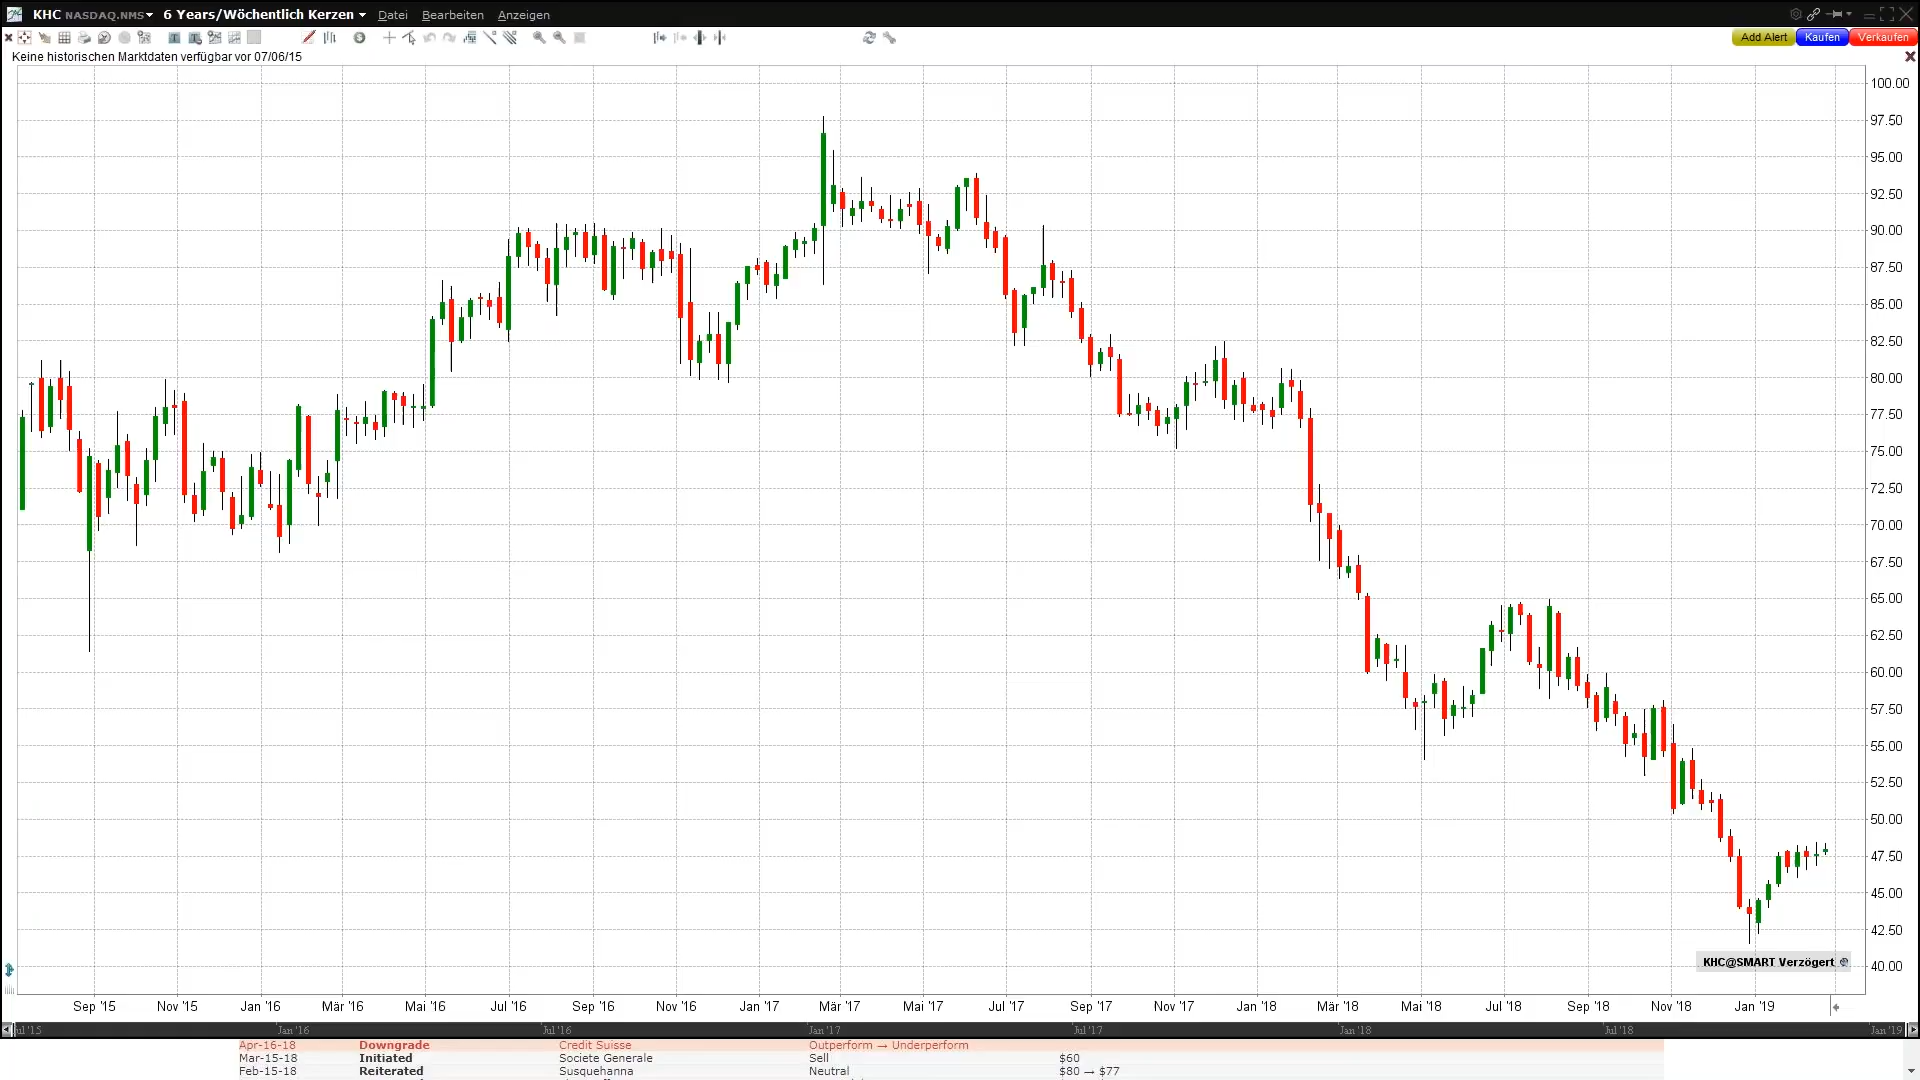 KHC NASDAQ.NMS 6 Years/Wöchentlich Kerzen Datei Bearbeiten Anzeigen
Add Alert Kaufen Verkaufen
Keine historischen Marktdaten verfügbar vor 07/06/15
100.00
97.50
95.00
92.50
90.00
87.50
85.00
82.50
80.00
77.50
75.00
72.50
70.00
67.50
65.00
62.50
60.00
57.50
55.00
52.50
50.00
47.50
45.00
42.50
40.00
KHC@SMART Verzögert
Sep '15 Nov '15 Jan '16 Mär '16 Mai '16 Jul '16 Sep '16 Nov '16 Jan '17 Mär '17 Mai '17 Jul '17 Sep '17 Nov '17 Jan '18 Mär '18 Mai '18 Jul '18 Sep '18 Nov '18 Jan '19
Jul '15 Jan '16 Jul '16 Jan '17 Jul '17 Jan '18 Jul '18 Jan '19
Apr-16-18 Downgrade Credit Suisse Outperform → Underperform
Mar-15-18 Initiated Societe Generale Sell $60
Feb-15-18 Reiterated Susquehanna Neutral $80 → $77